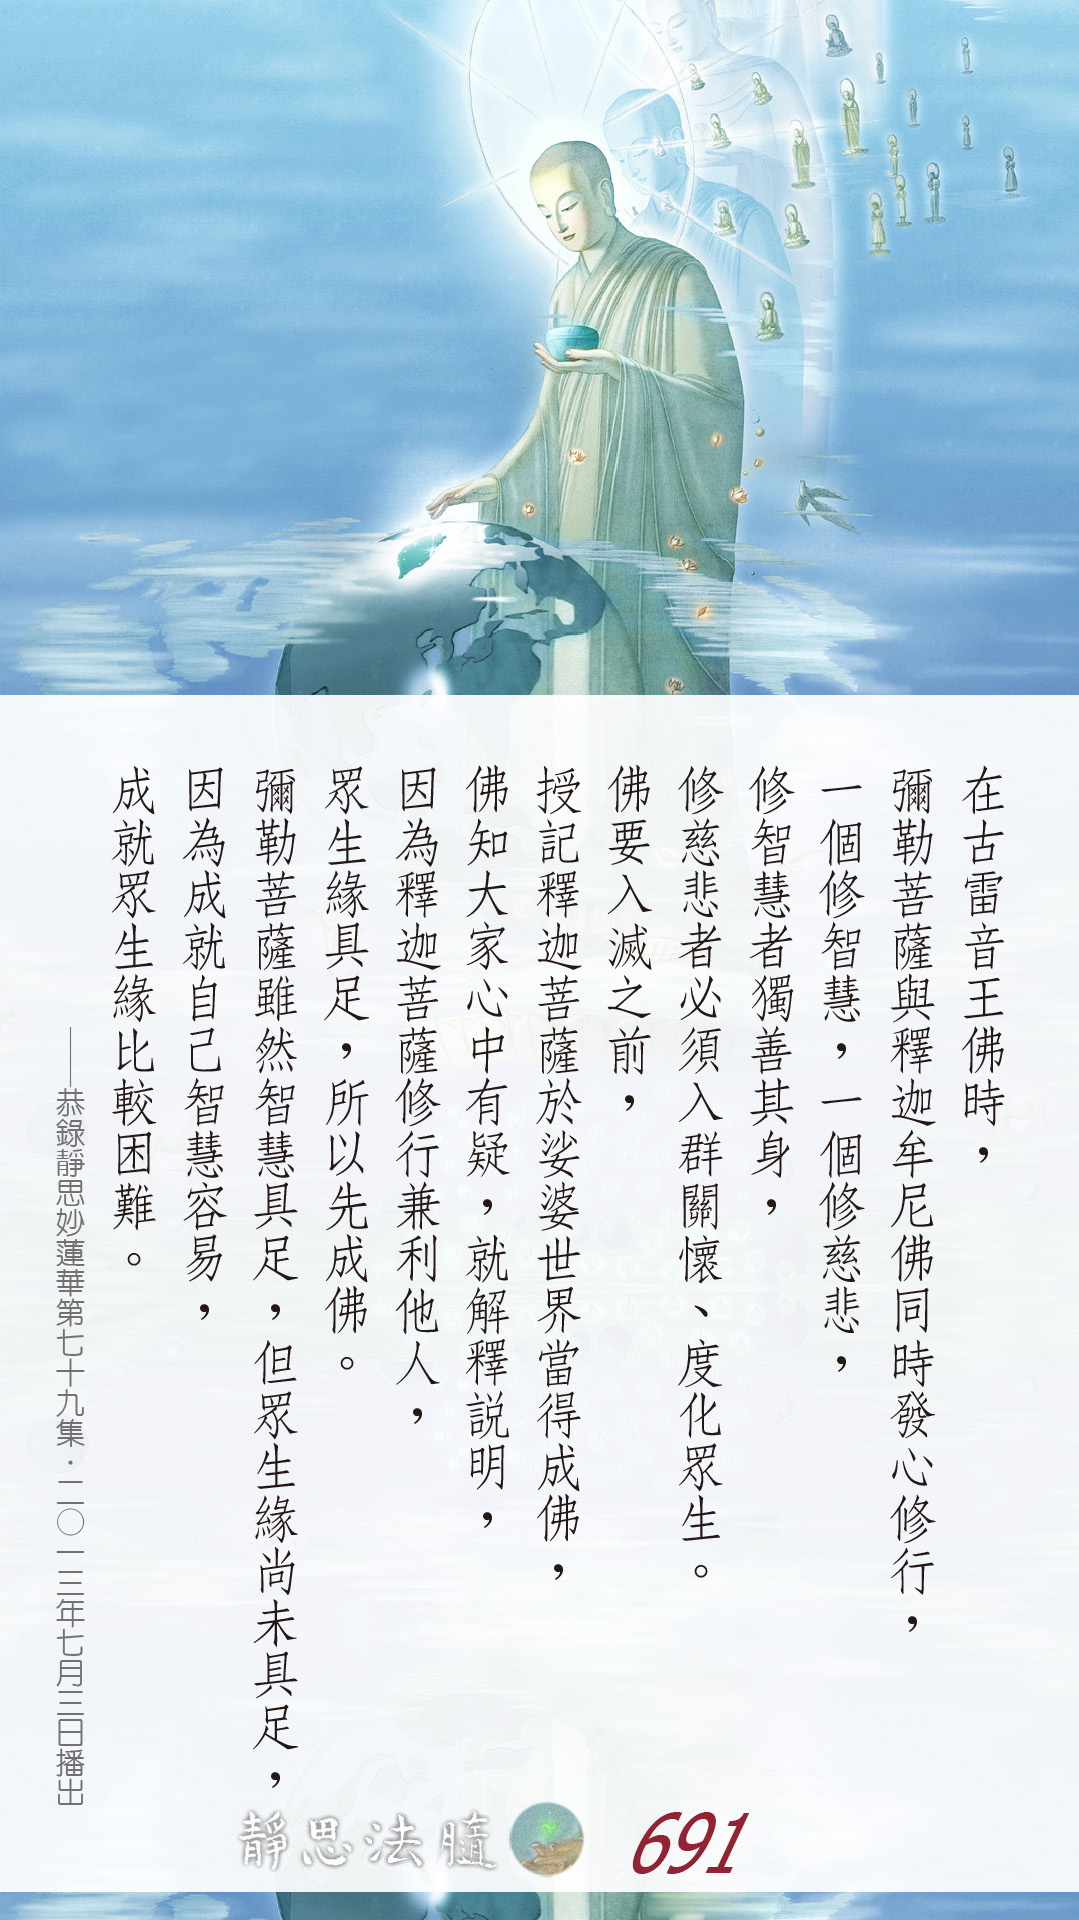 在古雷音王佛時，
彌勒菩薩與釋迦牟尼佛同時發心修行，
一個修智慧，一個修慈悲，
修智慧者獨善其身，
修慈悲者必須入群關懷、度化眾生。
佛要入滅之前，
授記釋迦菩薩於娑婆世界當得成佛，
佛知大家心中有疑，就解釋說明，
因為釋迦菩薩修行兼利他人，
眾生緣具足，所以先成佛。
彌勒菩薩雖然智慧具足，但眾生緣尚未具足，
因為成就自己智慧容易，
成就眾生緣比較困難。
——恭錄靜思妙蓮華第七十九集·二〇一三年七月三日播出
靜思法髓
691